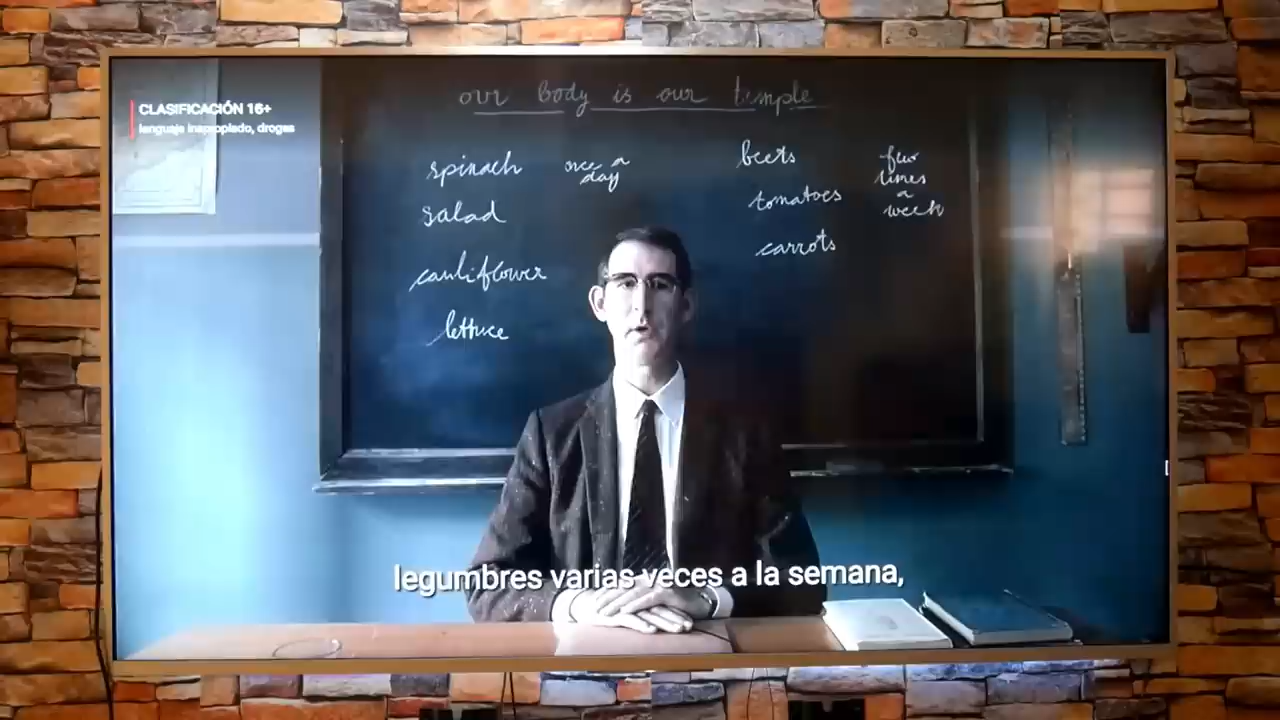 CLASIFICACIÓN 16+
lenguaje inapropiado, drogas
our Body is our temple
spinach
once a
day
salad
cauliflower
lettuce
beets
tomatoes
carrots
few
times
a
week
legumbres varias veces a la semana,